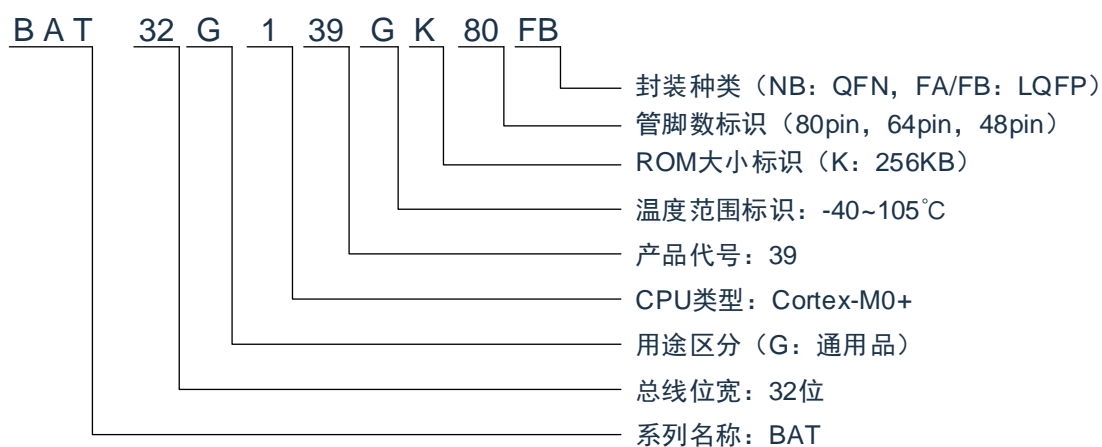 BAT 32 G 1 39 G K 80 FB
封装种类（NB：QFN，FA/FB：LQFP）
管脚数标识（80pin，64pin，48pin）
ROM大小标识（K：256KB）
温度范围标识：-40~105℃
产品代号：39
CPU类型：Cortex-M0+
用途区分（G：通用品）
总线位宽：32位
系列名称：BAT